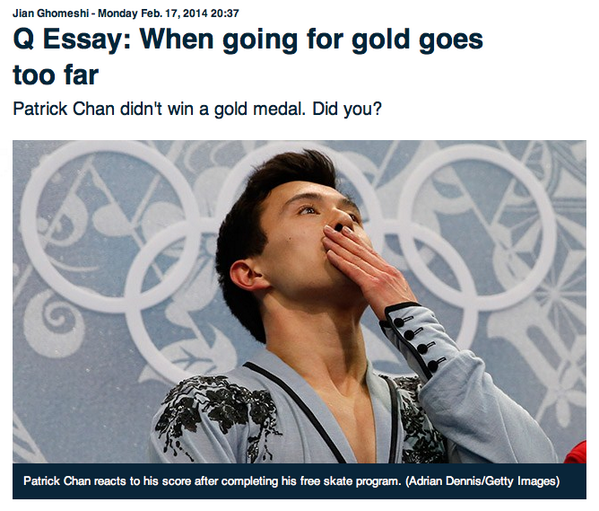 Jian Ghomeshi - Monday Feb. 17, 2014 20:37
Q Essay: When going for gold goes
too far
Patrick Chan didn't win a gold medal. Did you?
Patrick Chan reacts to his score after completing his free skate program. (Adrian Dennis/Getty Images)